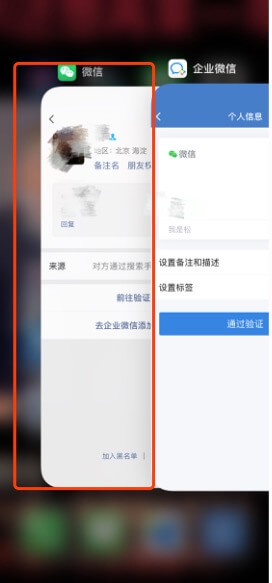 微信
企业微信
个人信息
地区：北京 海淀
备注名 朋友权
微信
回复
我是松
来源 对方通过搜索手
设置备注和描述
设置标签
前往验证
去企业微信添加
通过验证
加入黑名单